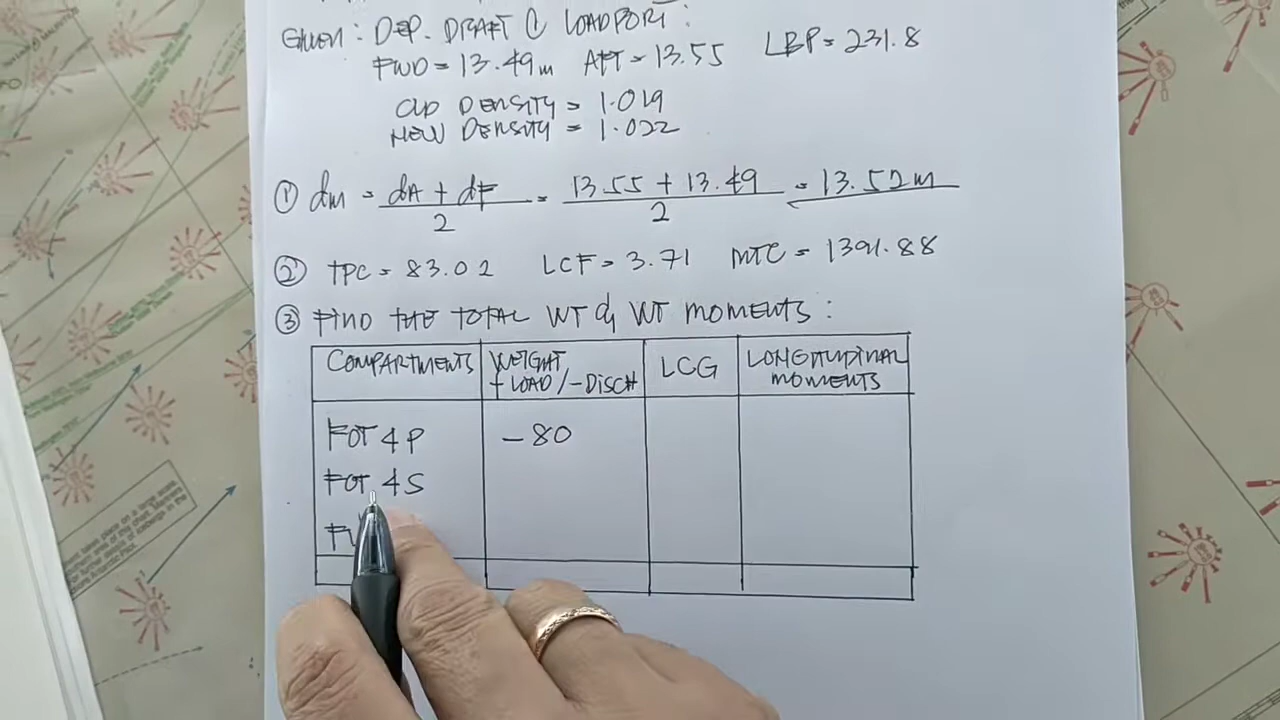 GIVEN: DEP. DRAFT @ LOADPORT:
FWD = 13.49m AFT = 13.55 LBP = 231.8
OLD DENSITY = 1.019
NEW DENSITY = 1.022
① dm = dA + dF / 2 = 13.55 + 13.49 / 2 = 13.52m
② TPC = 83.02 LCF = 3.71 MTC = 1391.88
③ FIND THE TOTAL WT & WT MOMENTS:
COMPARTMENTS WEIGHT + LOAD / - DISCH LCG LONGITUDINAL MOMENTS
FOT 4P -80
FOT 4S